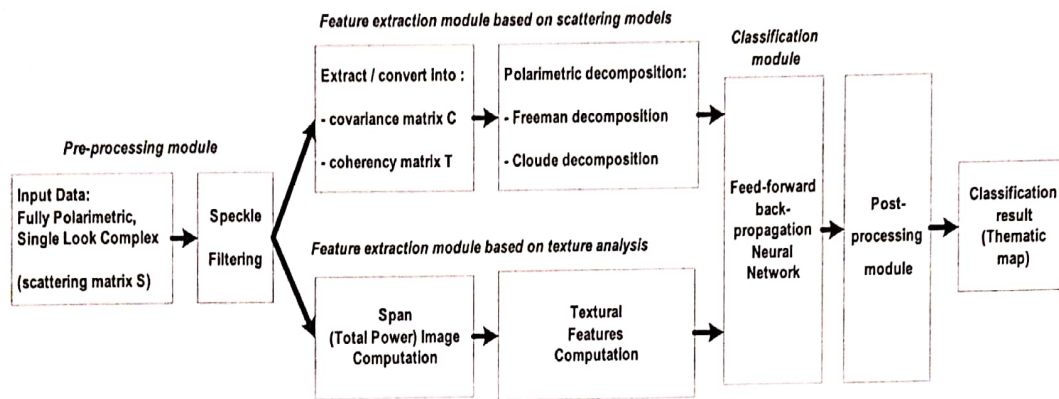 Pre-processing module
Input Data:
Fully Polarimetric,
Single Look Complex
(scattering matrix S)
Speckle
Filtering
Feature extraction module based on scattering models
Extract / convert into :
- covariance matrix C
- coherency matrix T
Polarimetric decomposition:
- Freeman decomposition
- Cloude decomposition
Feature extraction module based on texture analysis
Span
(Total Power) Image
Computation
Textural
Features
Computation
Classification
module
Feed-forward
back-
propagation
Neural
Network
Post-
processing
module
Classification
result
(Thematic
map)